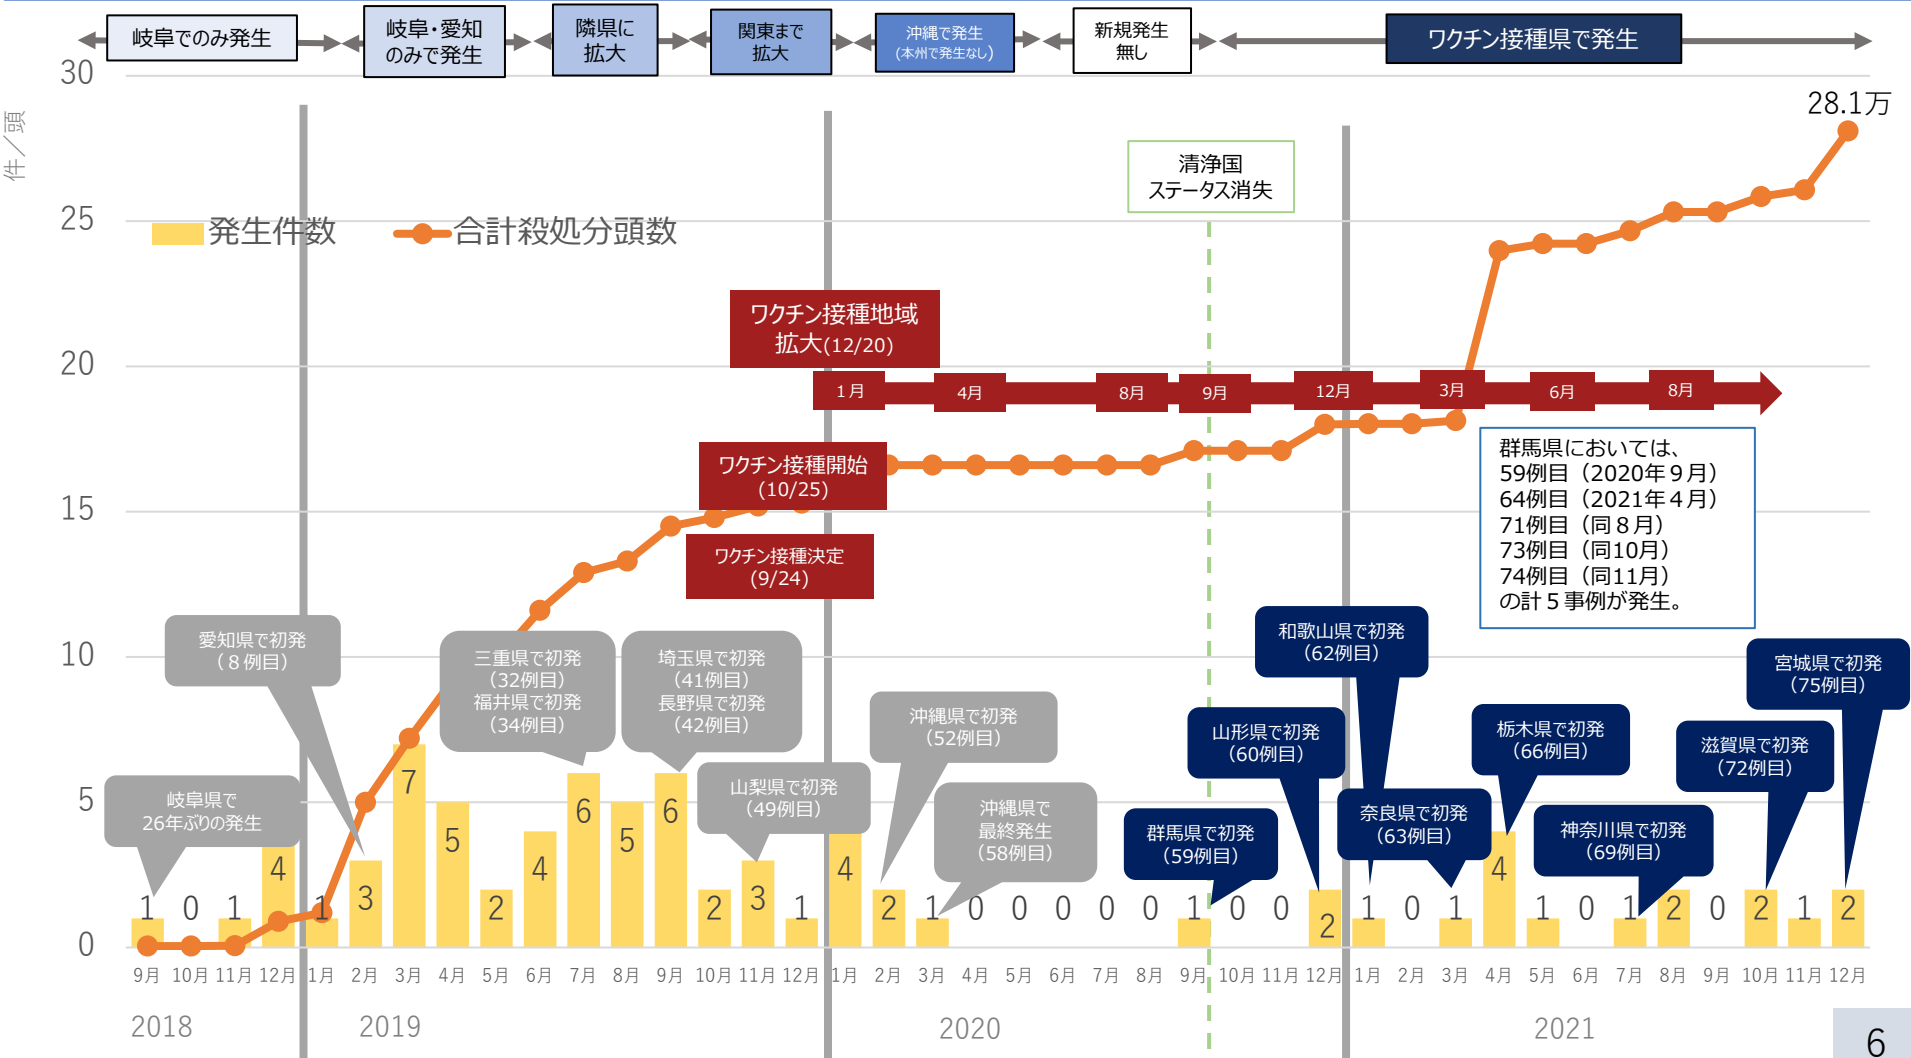 岐阜でのみ発生
岐阜・愛知
のみで発生
隣県に
拡大
関東まで
拡大
沖縄で発生
(本州で発生なし)
新規発生
無し
ワクチン接種県で発生
件/頭
30
25
20
15
10
5
0
発生件数
合計殺処分頭数
28.1万
清浄国
ステータス消失
ワクチン接種地域
拡大(12/20)
1月
4月
8月
9月
12月
3月
6月
8月
ワクチン接種開始
(10/25)
ワクチン接種決定
(9/24)
群馬県においては、
59例目（2020年9月）
64例目（2021年4月）
71例目（同8月）
73例目（同10月）
74例目（同11月）
の計5事例が発生。
岐阜県で
26年ぶりの発生
愛知県で初発
（8例目）
三重県で初発
(32例目)
福井県で初発
(34例目)
埼玉県で初発
(41例目)
長野県で初発
(42例目)
山梨県で初発
(49例目)
沖縄県で初発
(52例目)
沖縄県で
最終発生
(58例目)
群馬県で初発
(59例目)
山形県で初発
(60例目)
和歌山県で初発
(62例目)
奈良県で初発
(63例目)
栃木県で初発
(66例目)
神奈川県で初発
(69例目)
滋賀県で初発
(72例目)
宮城県で初発
(75例目)
1 0 1 4 1 3 7 5 2 4 6 5 6 2 3 1 4 2 1 0 0 0 0 0 1 0 0 2 1 0 1 4 1 0 1 2 0 2 1 2
9月 10月 11月 12月 1月 2月 3月 4月 5月 6月 7月 8月 9月 10月 11月 12月 1月 2月 3月 4月 5月 6月 7月 8月 9月 10月 11月 12月 1月 2月 3月 4月 5月 6月 7月 8月 9月 10月 11月 12月
2018 2019 2020 2021
6